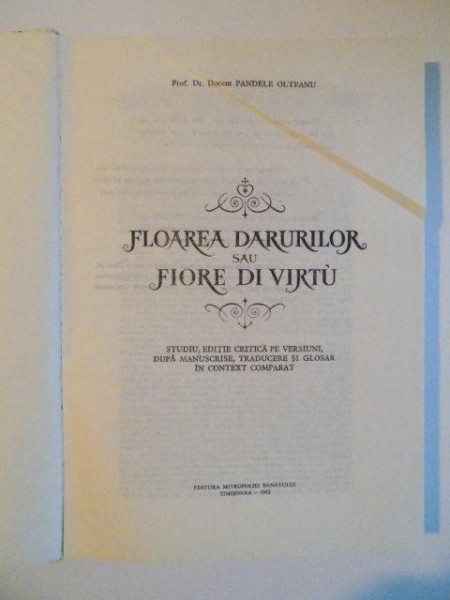 Prof. Dr. Docent PANDELE OLTEANU
FLOAREA DARURILOR
SAU
FIORE DI VIRTÙ
STUDIU, EDIȚIE CRITICĂ PE VERSIUNI,
DUPĂ MANUSCRISE, TRADUCERE ȘI GLOSAR
ÎN CONTEXT COMPARAT
EDITURA MITROPOLIEI BANATULUI
TIMIȘOARA — 1992